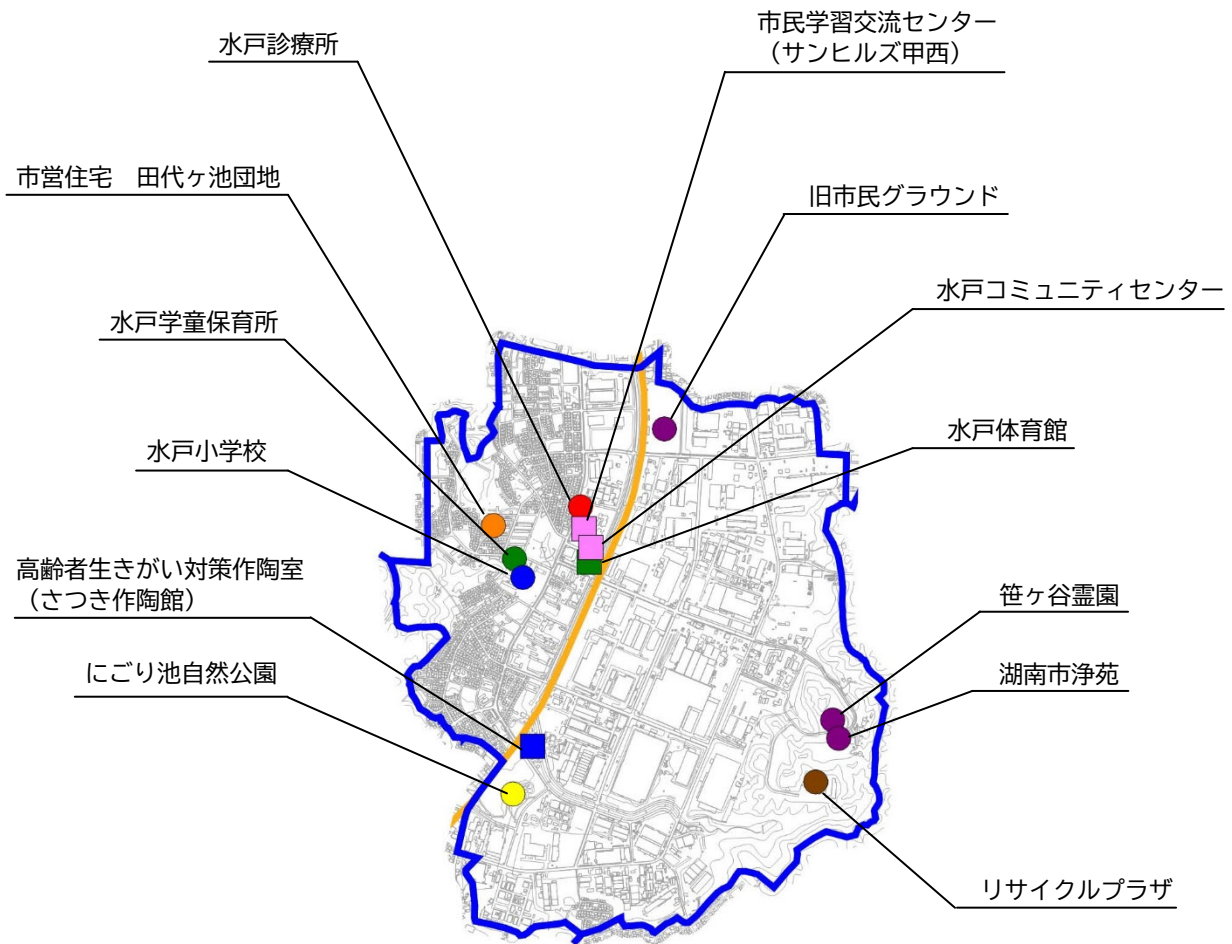 市民学習交流センター
（サンヒルズ甲西）
水戸診療所
市営住宅　田代ヶ池団地
旧市民グラウンド
水戸コミュニティセンター
水戸学童保育所
水戸体育館
水戸小学校
高齢者生きがい対策作陶室
（さつき作陶館）
笹ヶ谷霊園
にごり池自然公園
湖南市浄苑
リサイクルプラザ